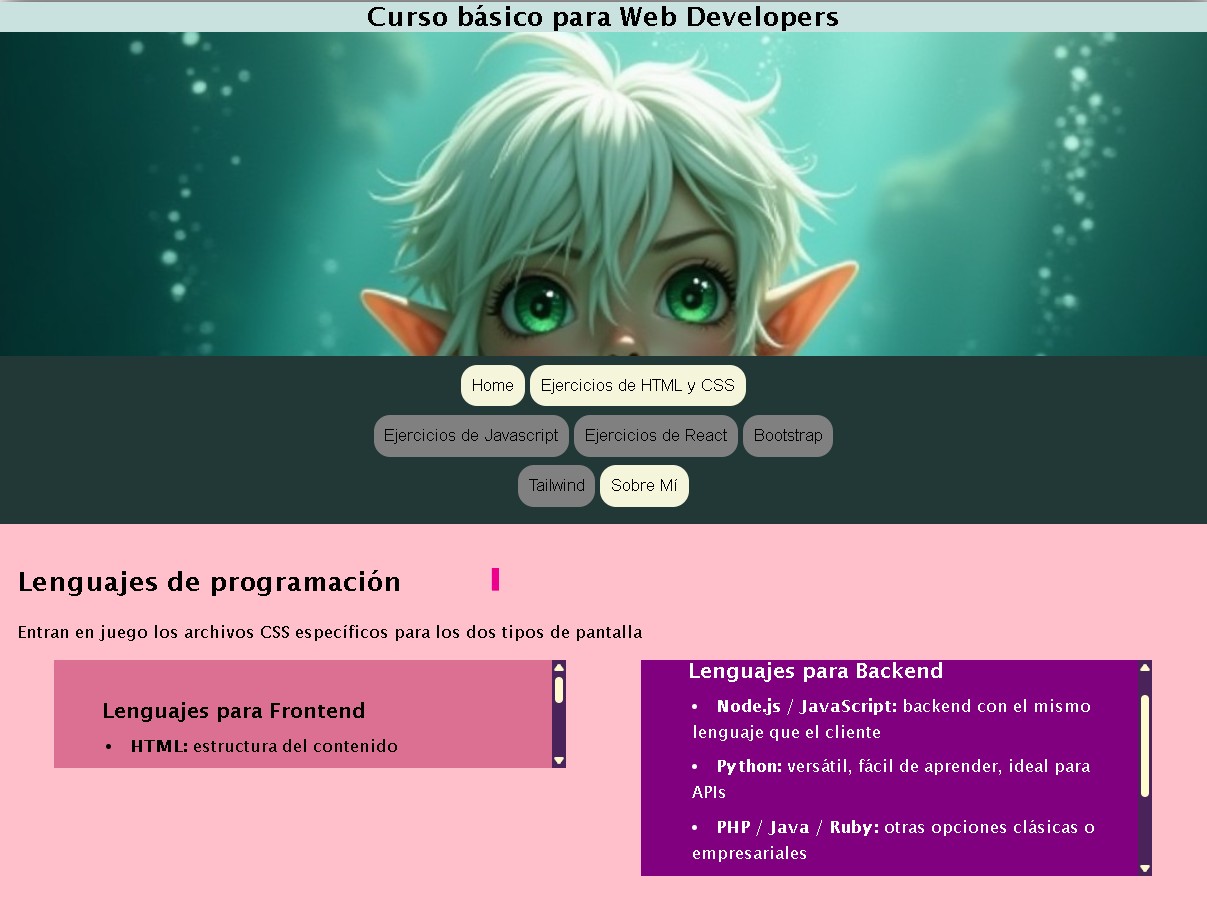 Curso básico para Web Developers
Home
Ejercicios de HTML y CSS
Ejercicios de Javascript
Ejercicios de React
Bootstrap
Tailwind
Sobre Mí
Lenguajes de programación
Entran en juego los archivos CSS específicos para los dos tipos de pantalla
Lenguajes para Frontend
• HTML: estructura del contenido
Lenguajes para Backend
• Node.js / JavaScript: backend con el mismo
lenguaje que el cliente
• Python: versátil, fácil de aprender, ideal para
APIs
• PHP / Java / Ruby: otras opciones clásicas o
empresariales